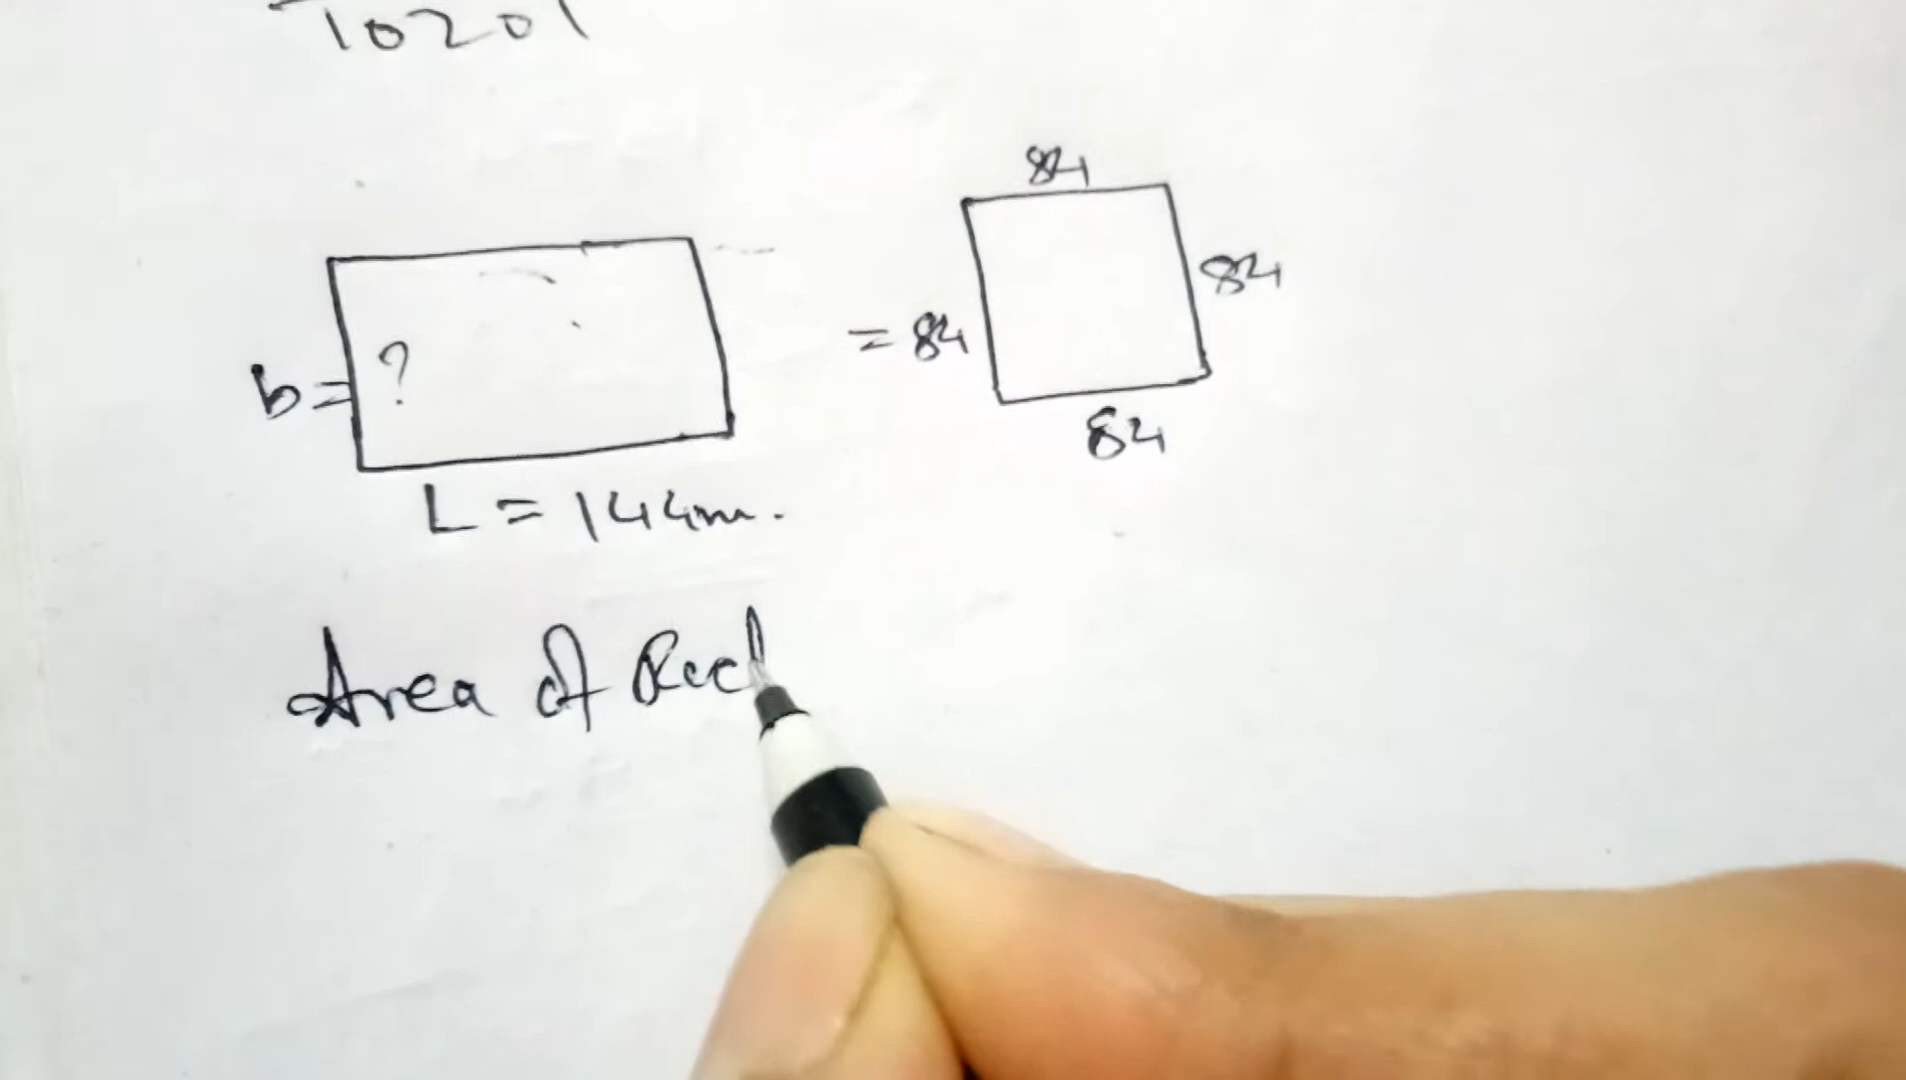 10201
84
84
= 84
b = ?
84
L = 144m.
Area of Rect